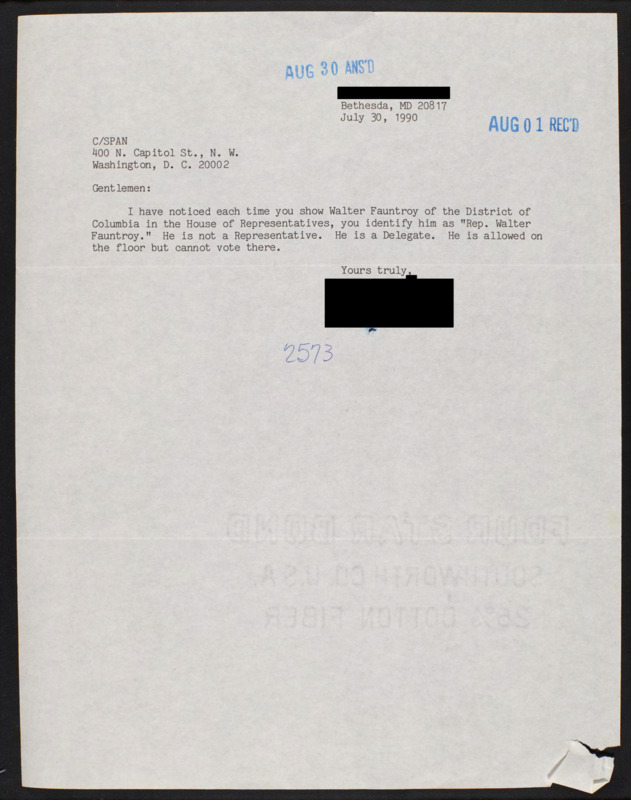 AUG 30 ANS'D
Bethesda, MD 20817
July 30, 1990
AUG 01 REC'D
C/SPAN
400 N. Capitol St., N. W.
Washington, D. C. 20002
Gentlemen:
I have noticed each time you show Walter Fauntroy of the District of
Columbia in the House of Representatives, you identify him as "Rep. Walter
Fauntroy." He is not a Representative. He is a Delegate. He is allowed on
the floor but cannot vote there.
Yours truly,
2573
FOUR STAR BOND
SOUTHWORTH CO. U.S.A.
25% COTTON FIBER